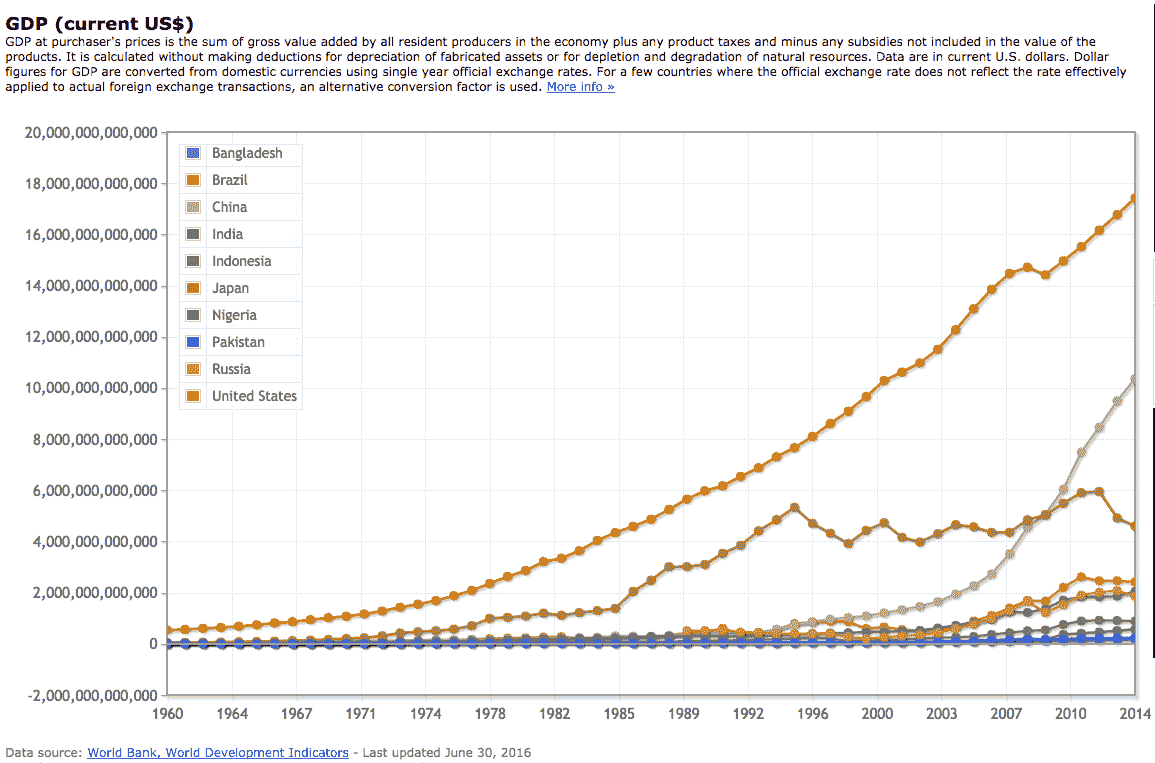 GDP (current US$)
GDP at purchaser's prices is the sum of gross value added by all resident producers in the economy plus any product taxes and minus any subsidies not included in the value of the
products. It is calculated without making deductions for depreciation of fabricated assets or for depletion and degradation of natural resources. Data are in current U.S. dollars. Dollar
figures for GDP are converted from domestic currencies using single year official exchange rates. For a few countries where the official exchange rate does not reflect the rate effectively
applied to actual foreign exchange transactions, an alternative conversion factor is used. More info »
20,000,000,000,000
18,000,000,000,000
16,000,000,000,000
14,000,000,000,000
12,000,000,000,000
10,000,000,000,000
8,000,000,000,000
6,000,000,000,000
4,000,000,000,000
2,000,000,000,000
0
-2,000,000,000,000
Bangladesh
Brazil
China
India
Indonesia
Japan
Nigeria
Pakistan
Russia
United States
1960 1964 1967 1971 1974 1978 1982 1985 1989 1992 1996 2000 2003 2007 2010 2014
Data source: World Bank, World Development Indicators - Last updated June 30, 2016